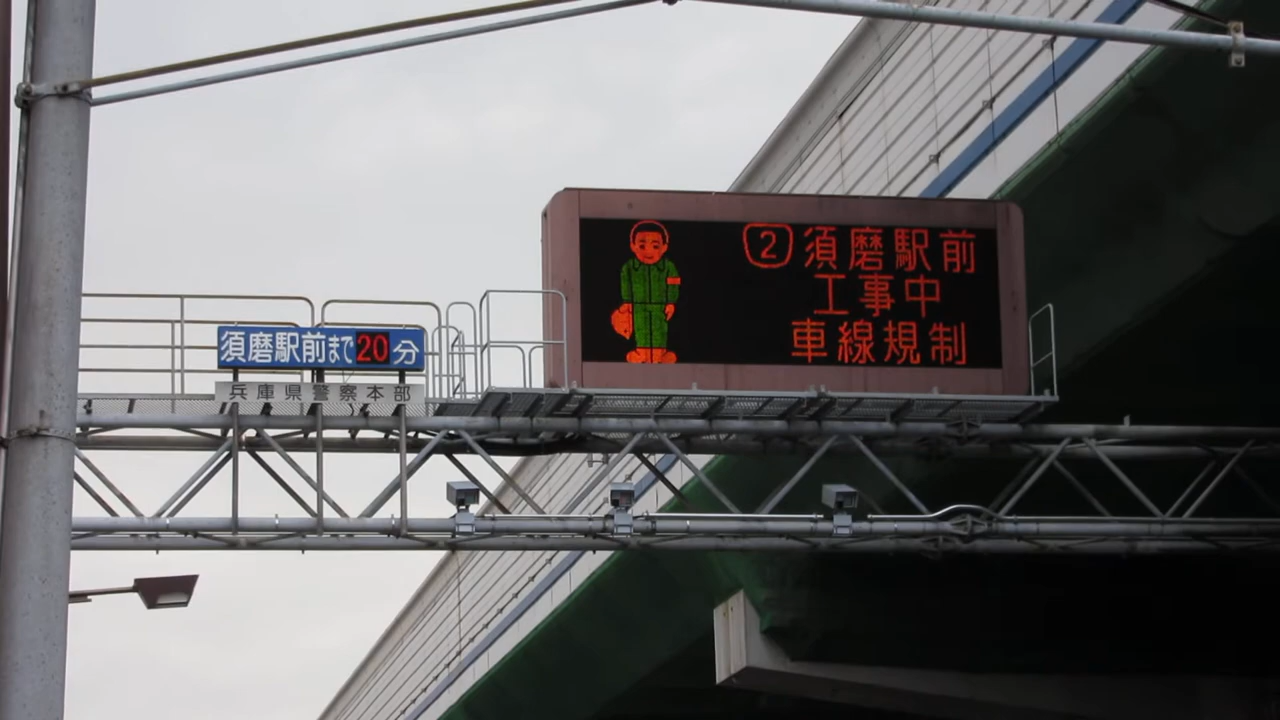 須磨駅前まで20分
兵庫県警察本部
② 須磨駅前
工事中
車線規制